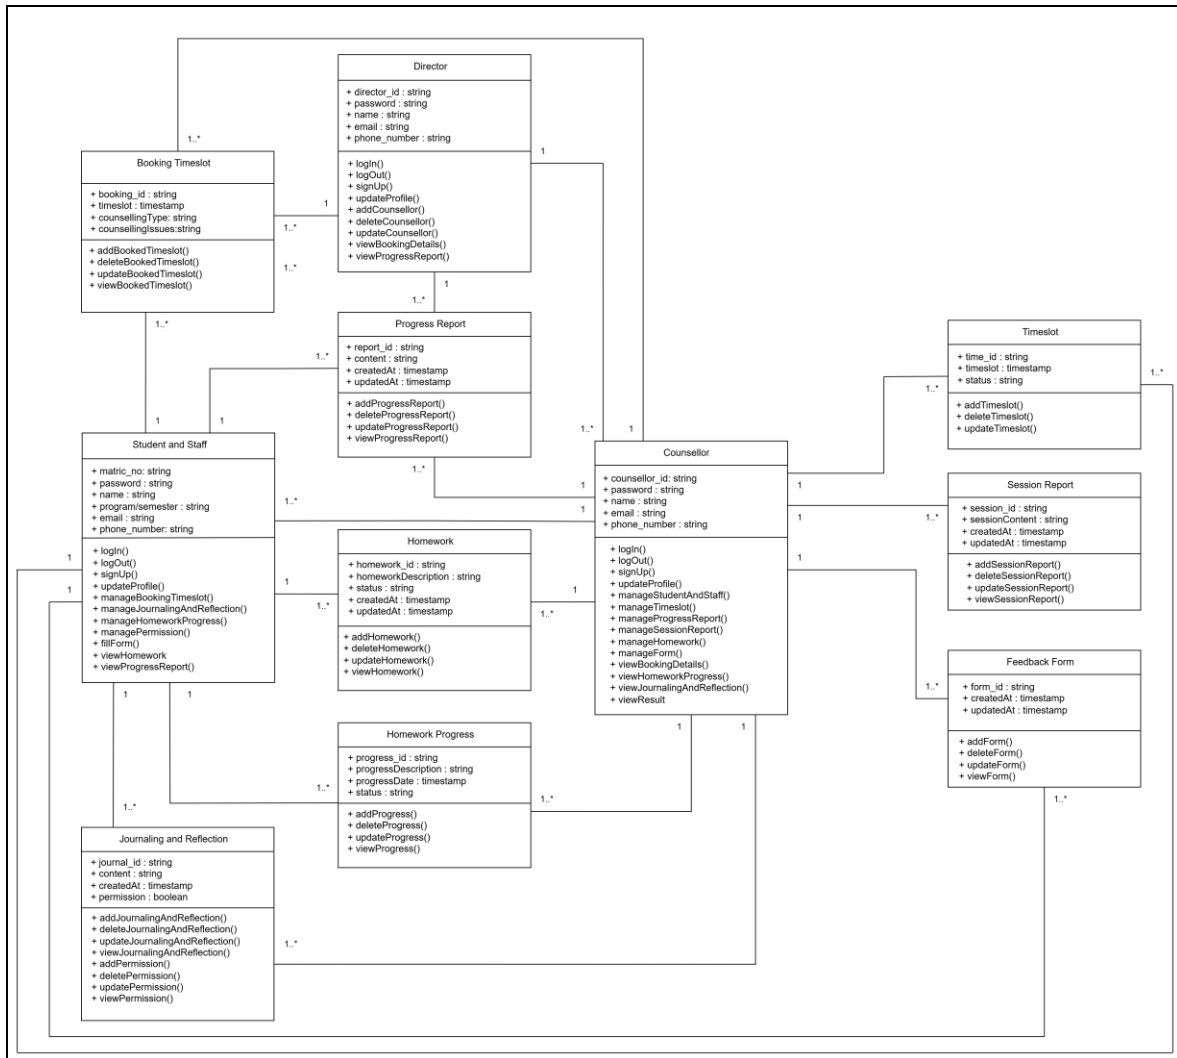 Director
+ director_id : string
+ password : string
+ name : string
+ email : string
+ phone_number : string
+ logIn()
+ logOut()
+ signUp()
+ updateProfile()
+ addCounsellor()
+ deleteCounsellor()
+ updateCounsellor()
+ viewBookingDetails()
+ viewProgressReport()
1
1
1
1..*
Booking Timeslot
+ booking_id : string
+ timeslot : timestamp
+ counsellingType: string
+ counsellingIssues:string
+ addBookedTimeslot()
+ deleteBookedTimeslot()
+ updateBookedTimeslot()
+ viewBookedTimeslot()
1..*
1..*
1..*
1..*
Progress Report
+ report_id : string
+ content : string
+ createdAt : timestamp
+ updatedAt : timestamp
+ addProgressReport()
+ deleteProgressReport()
+ updateProgressReport()
+ viewProgressReport()
1..*
1..*
Timeslot
+ time_id : string
+ timeslot : timestamp
+ status : string
+ addTimeslot()
+ deleteTimeslot()
+ updateTimeslot()
1..*
1..*
1
1
Student and Staff
+ matric_no: string
+ password : string
+ name : string
+ program/semester : string
+ email : string
+ phone_number: string
+ logIn()
+ logOut()
+ signUp()
+ updateProfile()
+ manageBookingTimeslot()
+ manageJournalingAndReflection()
+ manageHomeworkProgress()
+ managePermission()
+ fillForm()
+ viewHomework
+ viewProgressReport()
1..*
1
1
1
1
1
1..*
1
Counsellor
+ counsellor_id: string
+ password : string
+ name : string
+ email : string
+ phone_number : string
+ logIn()
+ logOut()
+ signUp()
+ updateProfile()
+ manageStudentAndStaff()
+ manageTimeslot()
+ manageProgressReport()
+ manageSessionReport()
+ manageHomework()
+ manageForm()
+ viewBookingDetails()
+ viewHomeworkProgress()
+ viewJournalingAndReflection()
+ viewResult
1
1
1
1
1
1
1
1
Session Report
+ session_id : string
+ sessionContent : string
+ createdAt : timestamp
+ updatedAt : timestamp
+ addSessionReport()
+ deleteSessionReport()
+ updateSessionReport()
+ viewSessionReport()
1..*
Homework
+ homework_id : string
+ homeworkDescription : string
+ status : string
+ createdAt : timestamp
+ updatedAt : timestamp
+ addHomework()
+ deleteHomework()
+ updateHomework()
+ viewHomework()
1..*
1..*
Feedback Form
+ form_id : string
+ createdAt : timestamp
+ updatedAt : timestamp
+ addForm()
+ deleteForm()
+ updateForm()
+ viewForm()
1..*
1..*
Homework Progress
+ progress_id : string
+ progressDescription : string
+ progressDate : timestamp
+ status : string
+ addProgress()
+ deleteProgress()
+ updateProgress()
+ viewProgress()
1..*
1..*
Journaling and Reflection
+ journal_id : string
+ content : string
+ createdAt : timestamp
+ permission : boolean
+ addJournalingAndReflection()
+ deleteJournalingAndReflection()
+ updateJournalingAndReflection()
+ viewJournalingAndReflection()
+ addPermission()
+ deletePermission()
+ updatePermission()
+ viewPermission()
1..*
1..*